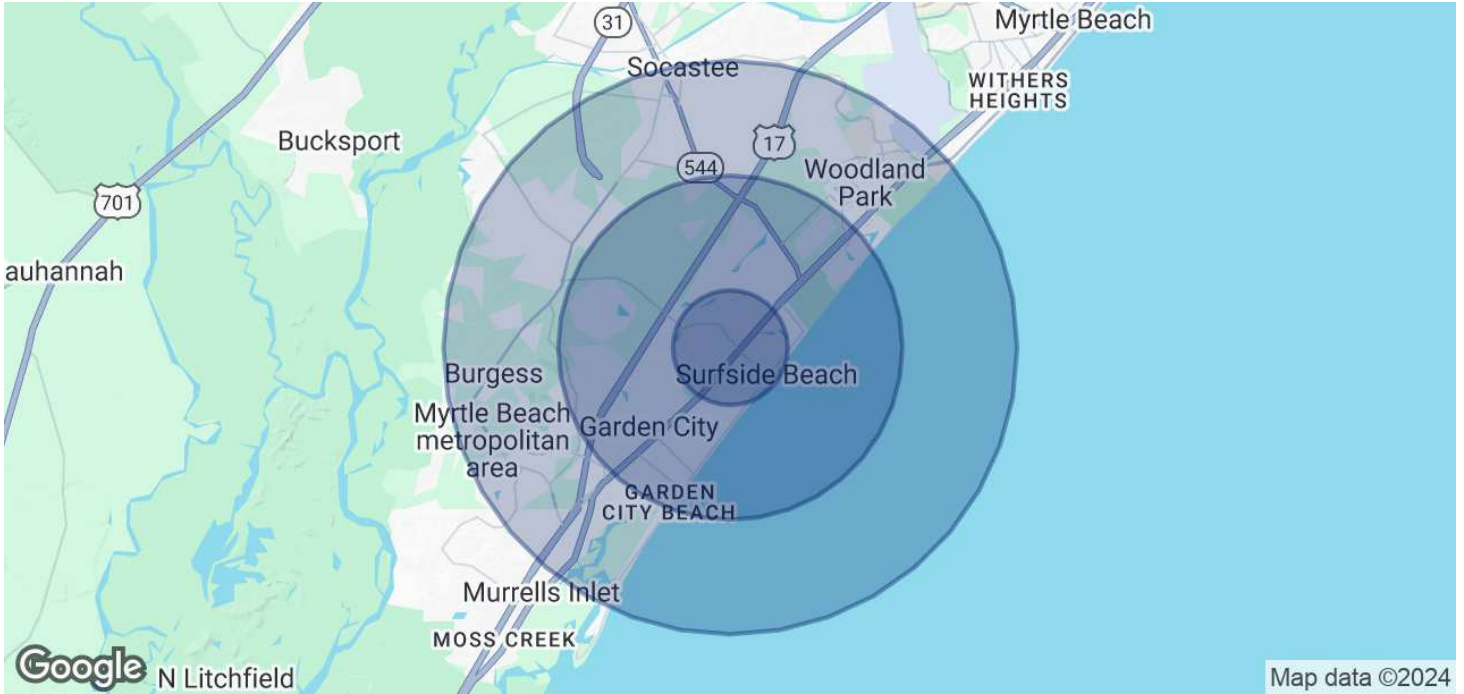 Myrtle Beach
31
Socastee
WITHERS
HEIGHTS
Bucksport
17
544
Woodland
Park
701
auhannah
Burgess
Surfside Beach
Myrtle Beach
metropolitan
area
Garden City
GARDEN
CITY BEACH
Murrells Inlet
MOSS CREEK
Google
N Litchfield
Map data ©2024